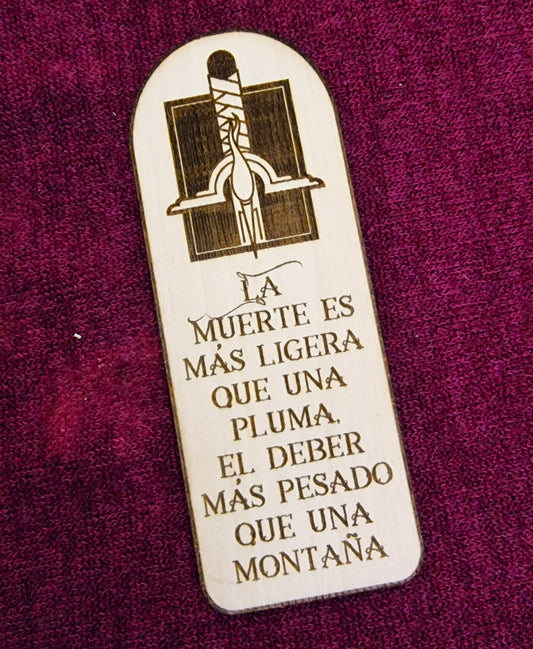 LA
MUERTE ES
MÁS LIGERA
QUE UNA
PLUMA,
EL DEBER
MÁS PESADO
QUE UNA
MONTAÑA